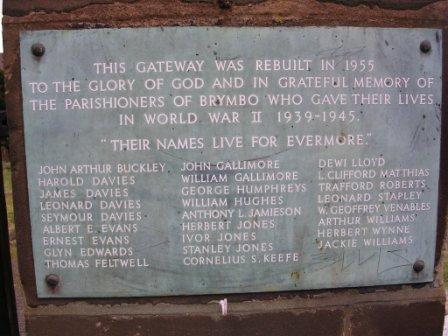 THIS GATEWAY WAS REBUILT IN 1955
TO THE GLORY OF GOD AND IN GRATEFUL MEMORY OF
THE PARISHIONERS OF BRYMBO WHO GAVE THEIR LIVES
IN WORLD WAR II 1939-1945.
"THEIR NAMES LIVE FOR EVERMORE."
JOHN ARTHUR BUCKLEY
HAROLD DAVIES
JAMES DAVIES
LEONARD DAVIES
SEYMOUR DAVIES
ALBERT E. EVANS
ERNEST EVANS
GLYN EDWARDS
THOMAS FELTWELL
JOHN GALLIMORE
WILLIAM GALLIMORE
GEORGE HUMPHREYS
WILLIAM HUGHES
ANTHONY L. JAMIESON
HERBERT JONES
IVOR JONES
STANLEY JONES
CORNELIUS S. KEEFE
DEWI LLOYD
L. CLIFFORD MATTHIAS
TRAFFORD ROBERTS
LEONARD STAPLEY
W. GEOFFREY VENABLES
ARTHUR WILLIAMS
HERBERT WYNNE
JACKIE WILLIAMS